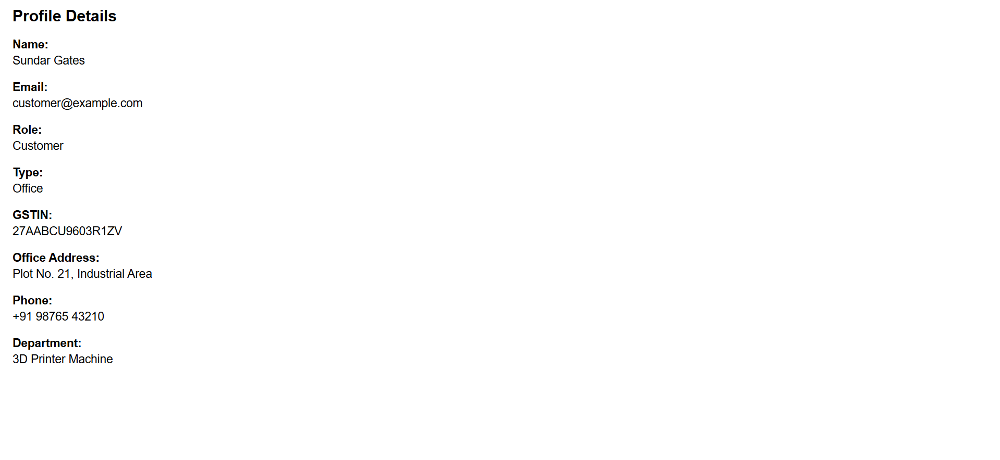 Profile Details
Name:
Sundar Gates
Email:
customer@example.com
Role:
Customer
Type:
Office
GSTIN:
27AABCU9603R1ZV
Office Address:
Plot No. 21, Industrial Area
Phone:
+91 98765 43210
Department:
3D Printer Machine